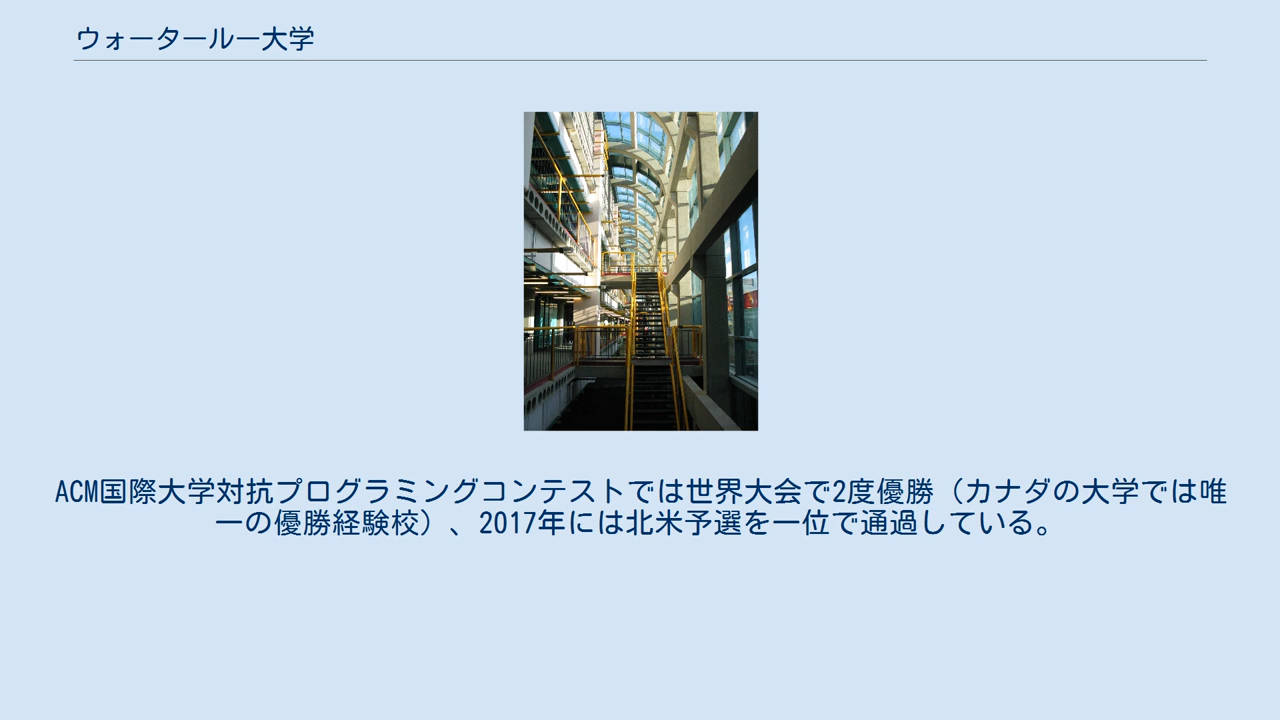 ウォータールー大学
ACM国際大学対抗プログラミングコンテストでは世界大会で2度優勝（カナダの大学では唯
一の優勝経験校）、2017年には北米予選を一位で通過している。